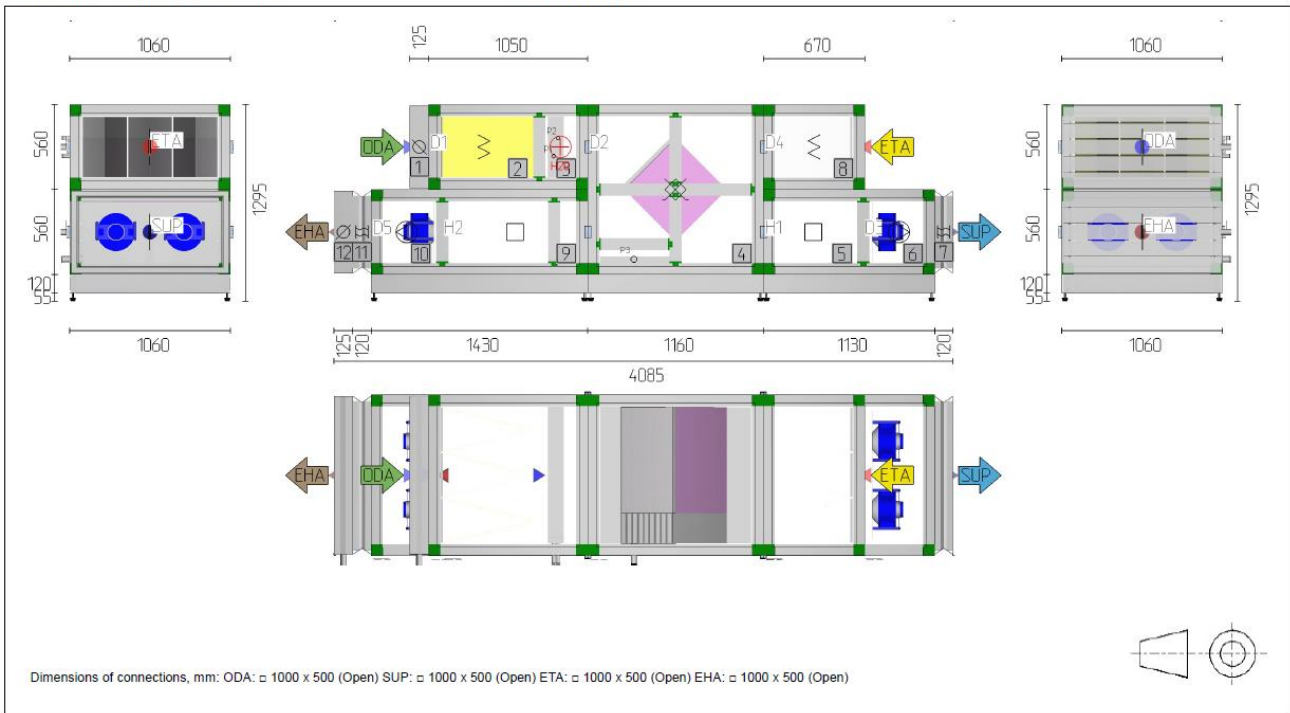 125 1050 670
1060 1060
560 560 1295 120 55
ETA
SUP
ODA D1 D2 D4 ETA
P2
1 2 3 8
EHA D5 H2 H1 D3 SUP
12 11 10 9 P3 4 5 6 7
ODA
EHA
560 560 1295 120 55
1060 125 120 1430 1160 1130 120 1060
4085
EHA ODA ETA SUP
Dimensions of connections, mm: ODA: □ 1000 x 500 (Open) SUP: □ 1000 x 500 (Open) ETA: □ 1000 x 500 (Open) EHA: □ 1000 x 500 (Open)